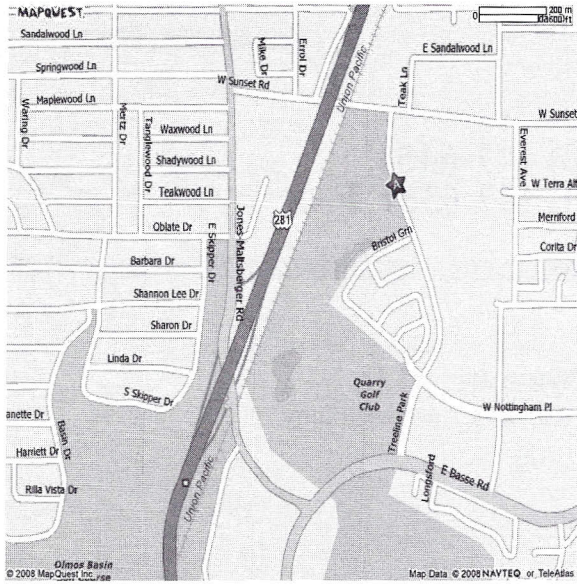 MAPQUEST
200 m
600 ft
Sandalwood Ln
Springwood Ln
Maplewood Ln
Waring Dr
Mertz Dr
Tanglewood Dr
Waxwood Ln
Shadywood Ln
Teakwood Ln
Oblate Dr
Barbara Dr
Shannon Lee Dr
Sharon Dr
Linda Dr
S Skipper Dr
E Skipper Dr
Jones-Maltsberger Rd
Mike Dr
Errol Dr
W Sunset Rd
Union Pacific
281
E Sandalwood Ln
Teak Ln
W Sunset
Everest Ave
W Terra Alt
Merriford
Corita Dr
Bristol Grn
Quarry
Golf
Club
Treeline Park
W Nottingham Pl
Longsford
E Basse Rd
anette Dr
Basin Dr
Harriett Dr
Rilla Vista Dr
Union Pacific
Olmos Basin
© 2008 MapQuest Inc.
Map Data © 2008 NAVTEQ or TeleAtlas